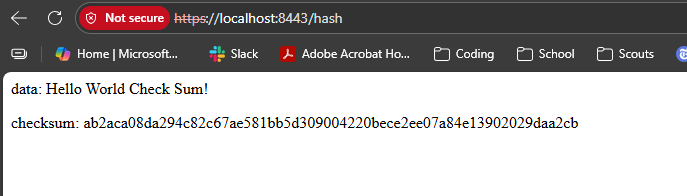 Not secure https://localhost:8443/hash
Home | Microsoft... Slack Adobe Acrobat Ho... Coding School Scouts
data: Hello World Check Sum!
checksum: ab2aca08da294c82c67ae581bb5d309004220bece2ee07a84e13902029daa2cb